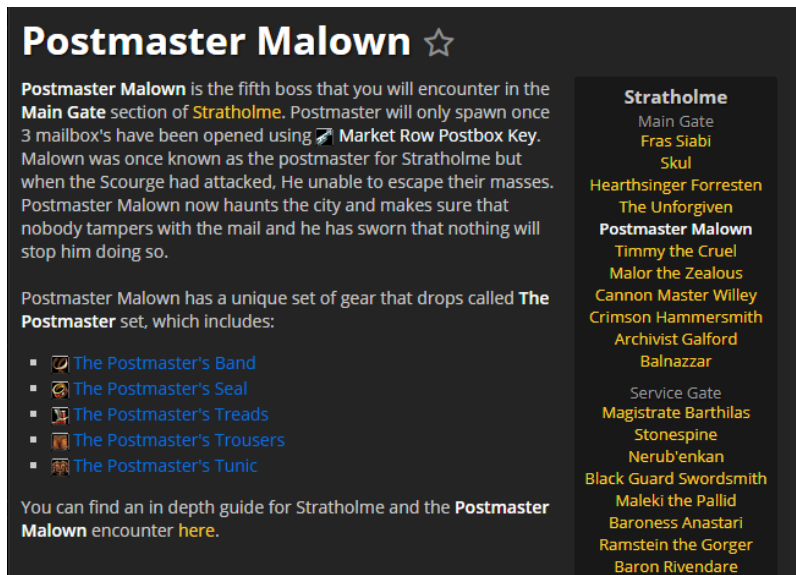 Postmaster Malown
Postmaster Malown is the fifth boss that you will encounter in the
Main Gate section of Stratholme. Postmaster will only spawn once
3 mailbox's have been opened using Market Row Postbox Key.
Malown was once known as the postmaster for Stratholme but
when the Scourge had attacked, He unable to escape their masses.
Postmaster Malown now haunts the city and makes sure that
nobody tampers with the mail and he has sworn that nothing will
stop him doing so.
Postmaster Malown has a unique set of gear that drops called The
Postmaster set, which includes:
The Postmaster's Band
The Postmaster's Seal
The Postmaster's Treads
The Postmaster's Trousers
The Postmaster's Tunic
You can find an in depth guide for Stratholme and the Postmaster
Malown encounter here.
Stratholme
Main Gate
Fras Siabi
Skul
Hearthsinger Forresten
The Unforgiven
Postmaster Malown
Timmy the Cruel
Malor the Zealous
Cannon Master Willey
Crimson Hammersmith
Archivist Galford
Balnazzar
Service Gate
Magistrate Barthilas
Stonespine
Nerub'enkan
Black Guard Swordsmith
Maleki the Pallid
Baroness Anastari
Ramstein the Gorger
Baron Rivendare